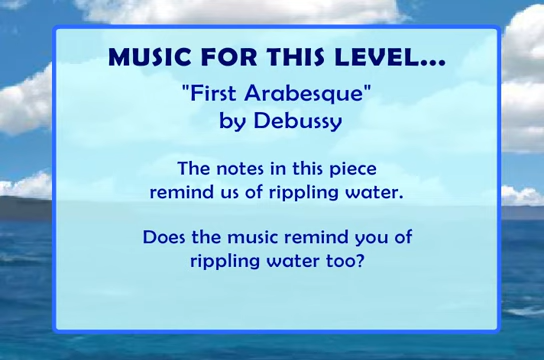 MUSIC FOR THIS LEVEL...
"First Arabesque"
by Debussy
The notes in this piece
remind us of rippling water.
Does the music remind you of
rippling water too?